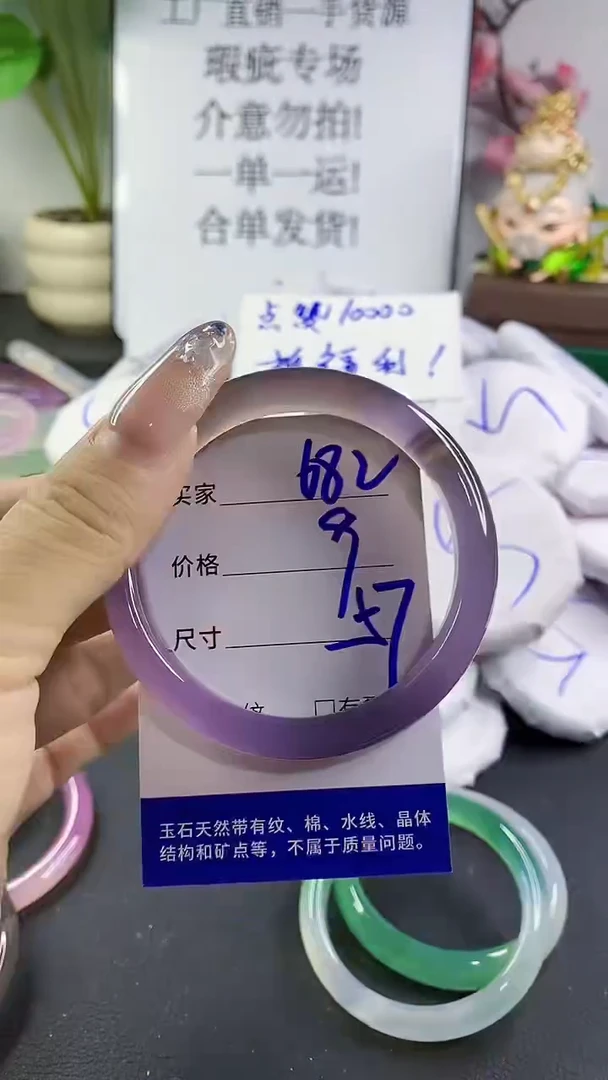 工厂直销一手货源
瑕疵专场
介意勿拍!
一单一运!
合单发货!
点赞10000
买家 682
价格
尺寸 57
玉石天然带有纹、棉、水线、晶体
结构和矿点等，不属于质量问题。